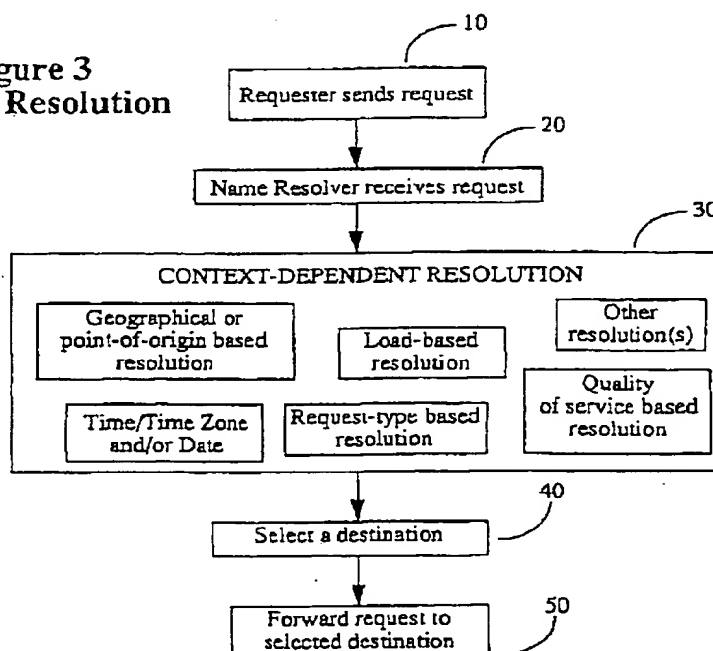 gure 3
Resolution
10
Requester sends request
20
Name Resolver receives request
30
CONTEXT-DEPENDENT RESOLUTION
Geographical or
point-of-origin based
resolution
Load-based
resolution
Other
resolution(s)
Time/Time Zone
and/or Date
Request-type based
resolution
Quality
of service based
resolution
40
Select a destination
50
Forward request to
selected destination